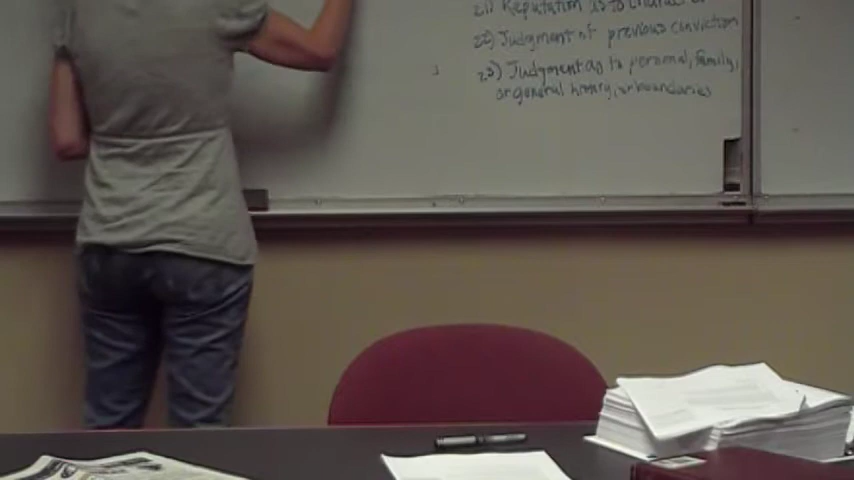 21) Reputation as to character
22) Judgment of previous conviction
23) Judgment as to personal, family,
or general history, or boundaries